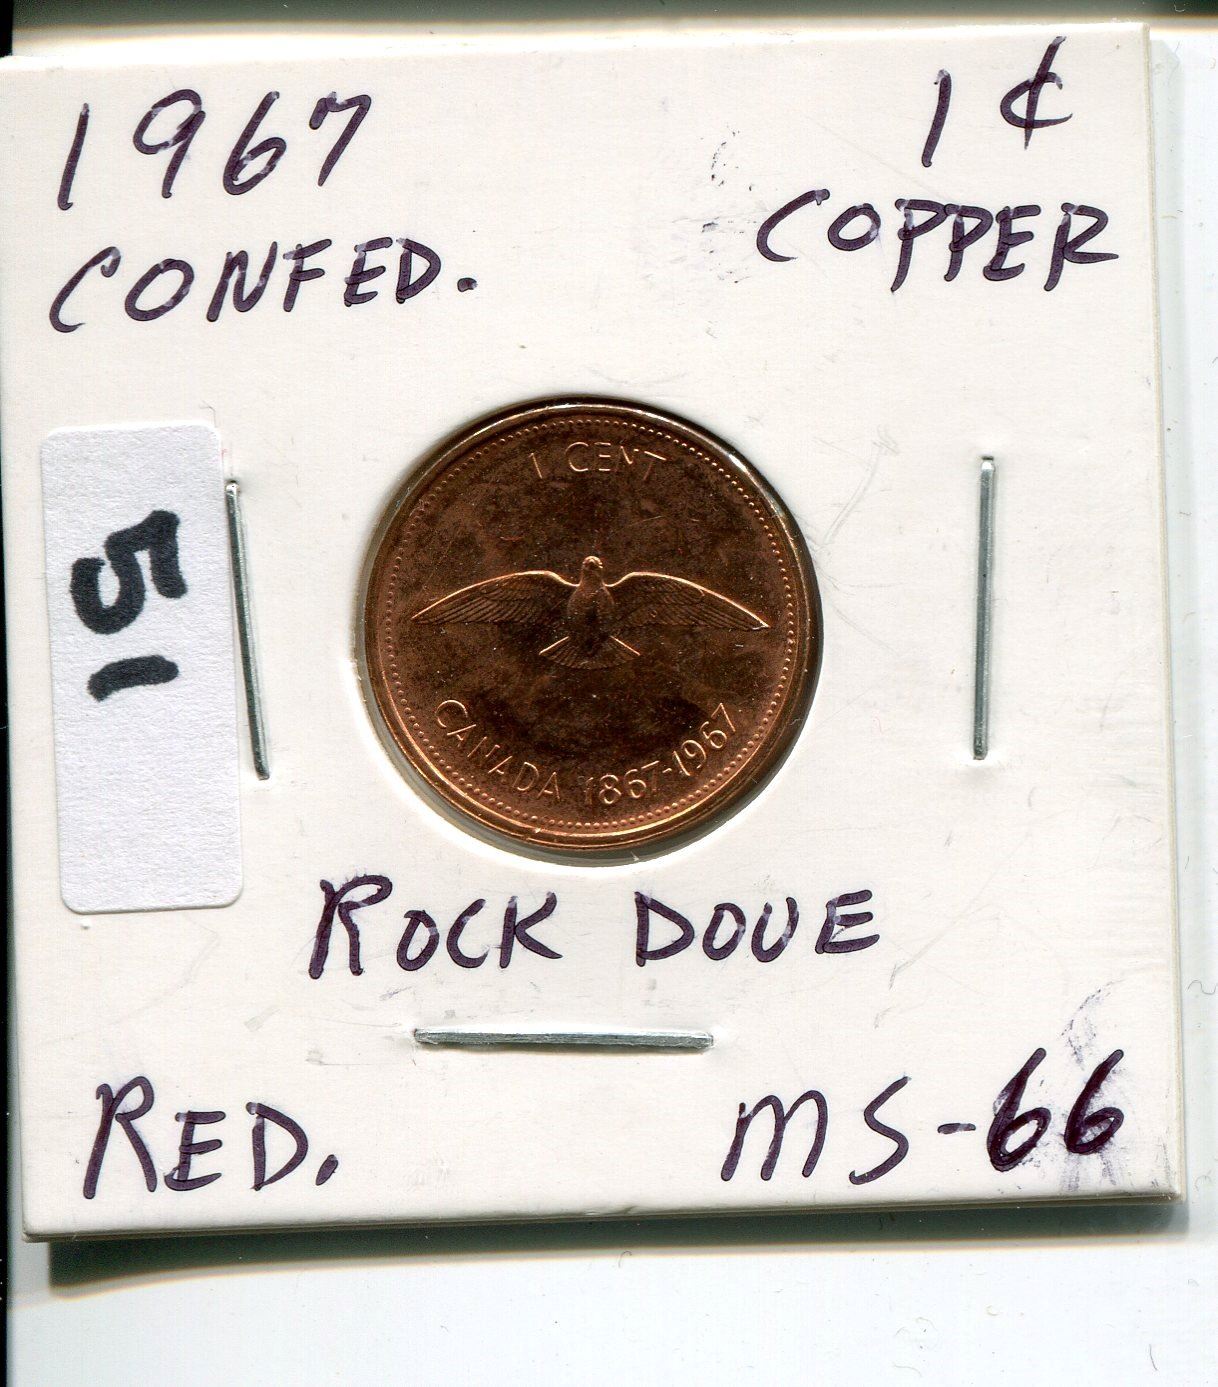 1967
1¢
CONFED.
COPPER
51
1 CENT
CANADA 1867-1967
ROCK DOVE
RED.
MS-66